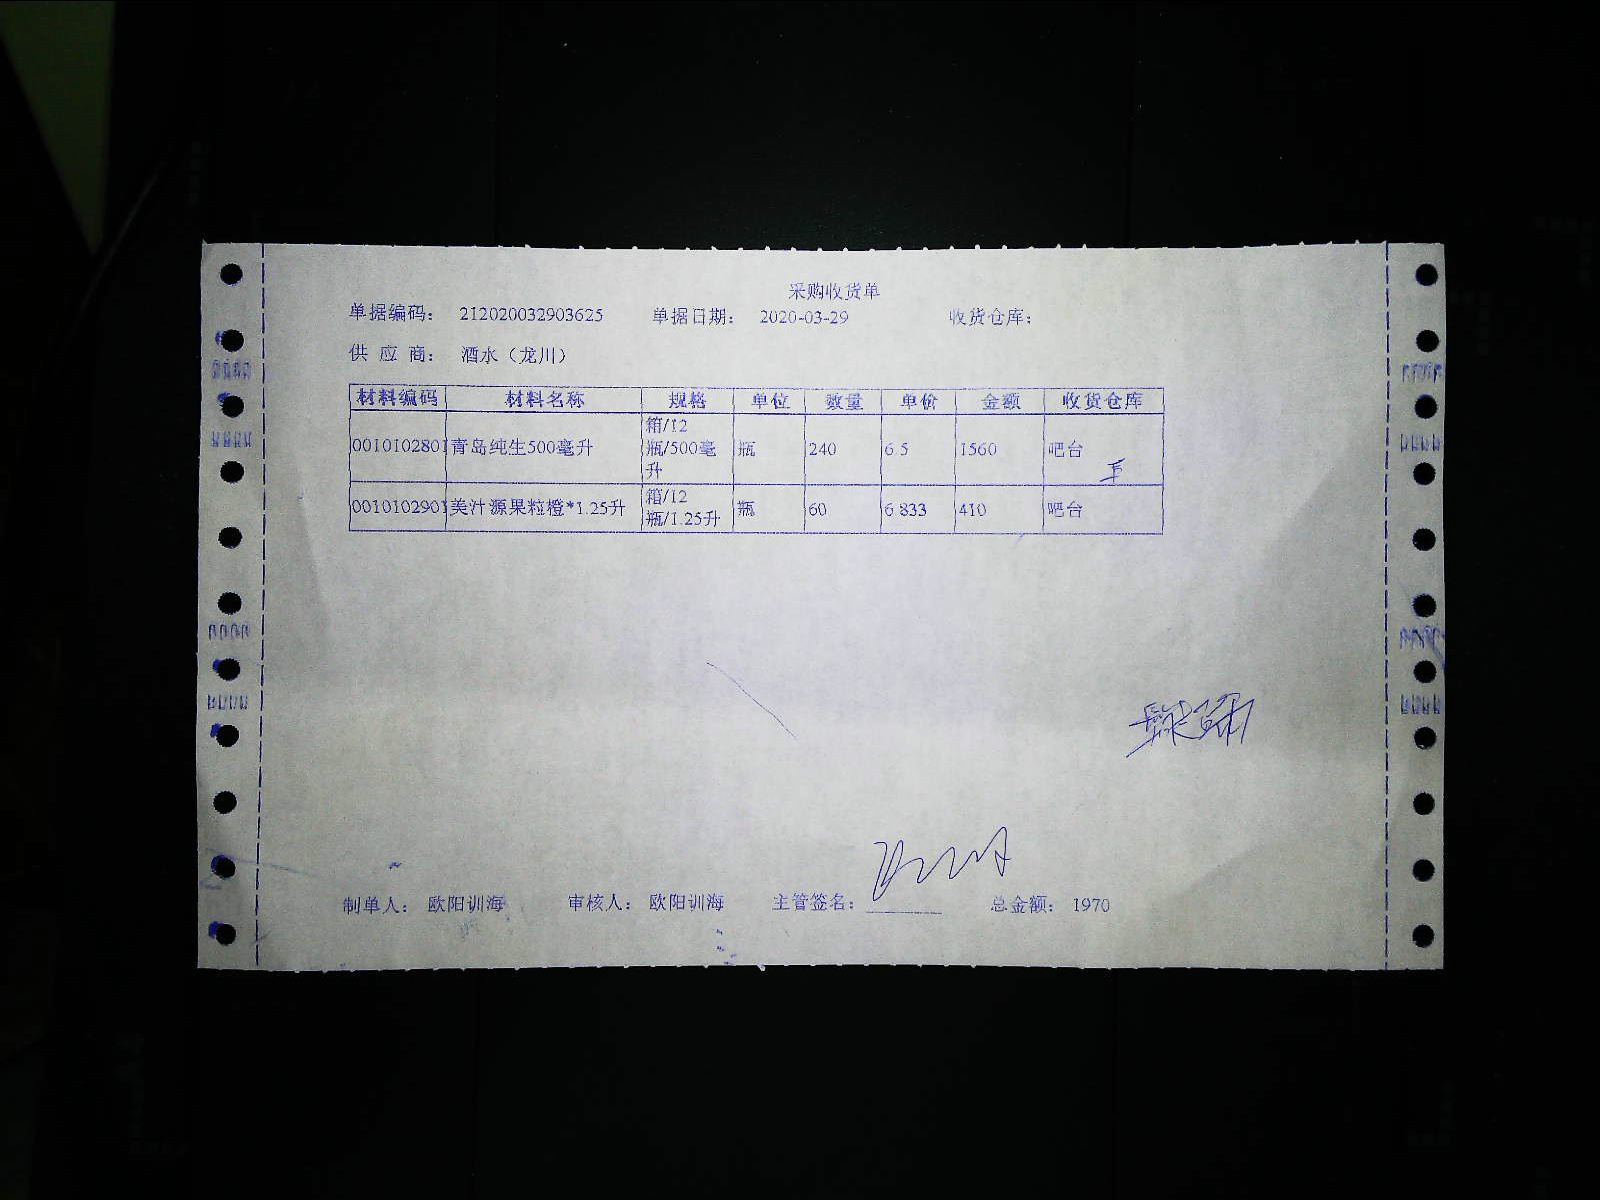 采购收货单
单据编码: 212020032903625 单据日期: 2020-03-29 收货仓库:
供 应 商: 酒水（龙川）
材料编码 材料名称 规格 单位 数量 单价 金额 收货仓库
0010102801 青岛纯生500毫升 箱/12瓶/500毫升 瓶 240 6.5 1560 吧台
0010102901 美汁源果粒橙*1.25升 箱/12瓶/1.25升 瓶 60 6.833 410 吧台
制单人: 欧阳训海 审核人: 欧阳训海 主管签名: 总金额: 1970